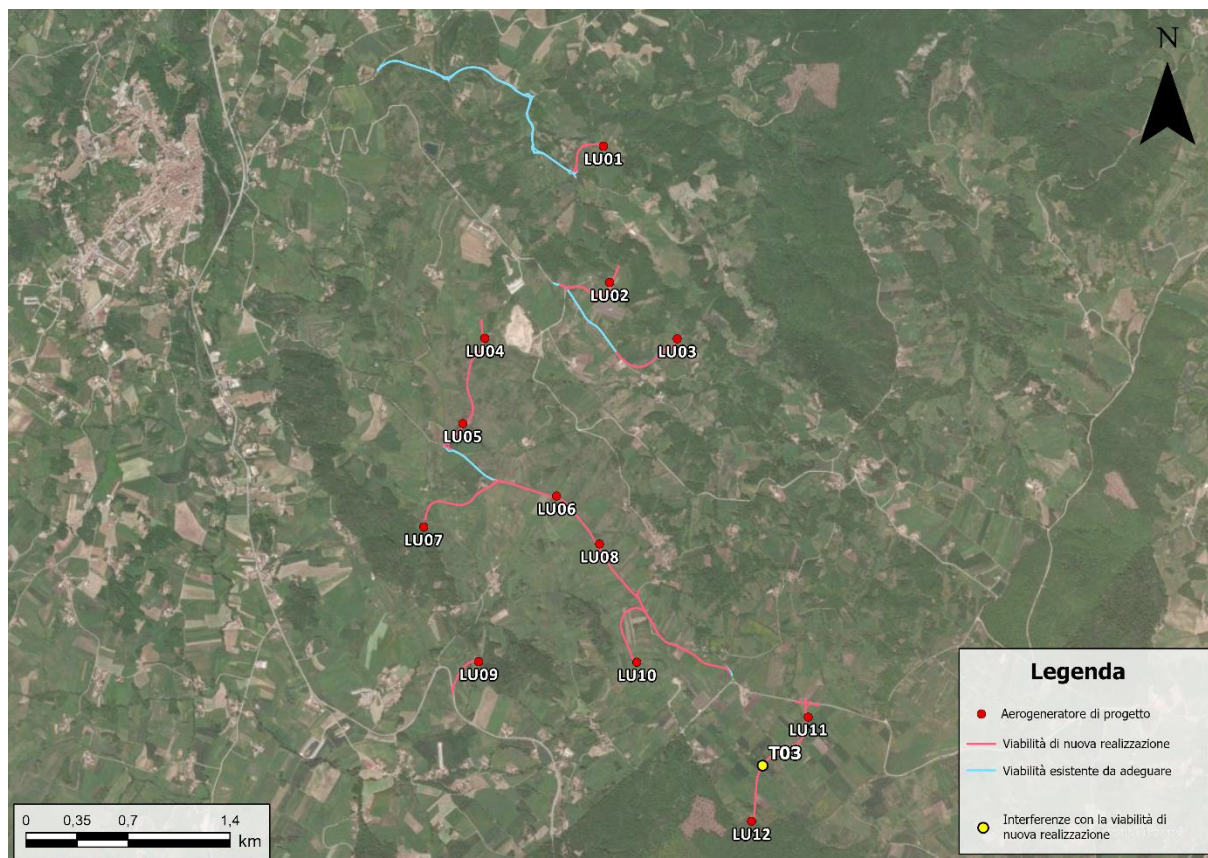 N
LU01
LU02
LU04
LU03
LU05
LU06
LU07
LU08
LU09
LU10
LU11
T03
LU12
Legenda
Aerogeneratore di progetto
Viabilità di nuova realizzazione
Viabilità esistente da adeguare
Interferenze con la viabilità di
nuova realizzazione
0 0,35 0,7 1,4
km